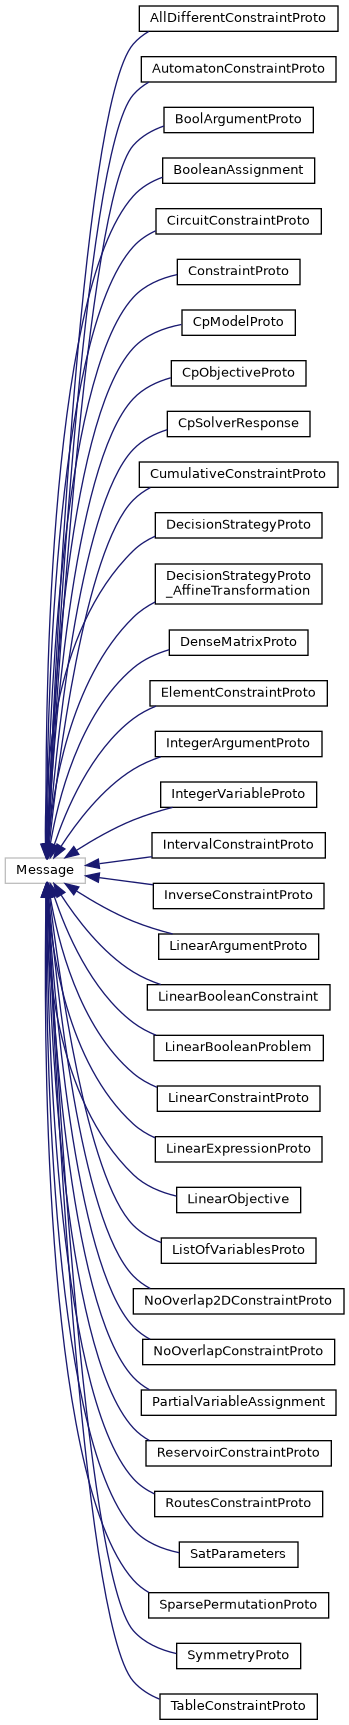 AllDifferentConstraintProto
AutomatonConstraintProto
BoolArgumentProto
BooleanAssignment
CircuitConstraintProto
ConstraintProto
CpModelProto
CpObjectiveProto
CpSolverResponse
CumulativeConstraintProto
DecisionStrategyProto
DecisionStrategyProto
_AffineTransformation
DenseMatrixProto
ElementConstraintProto
IntegerArgumentProto
IntegerVariableProto
IntervalConstraintProto
Message
InverseConstraintProto
LinearArgumentProto
LinearBooleanConstraint
LinearBooleanProblem
LinearConstraintProto
LinearExpressionProto
LinearObjective
ListOfVariablesProto
NoOverlap2DConstraintProto
NoOverlapConstraintProto
PartialVariableAssignment
ReservoirConstraintProto
RoutesConstraintProto
SatParameters
SparsePermutationProto
SymmetryProto
TableConstraintProto